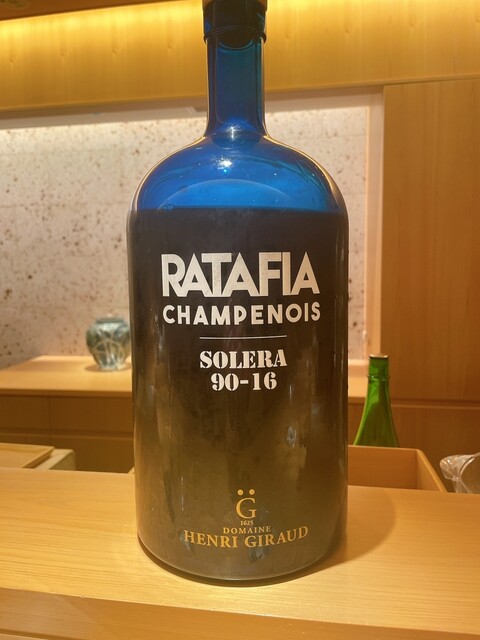 RATAFIA
CHAMPENOIS
SOLERA
90-16
G
1625
DOMAINE
HENRI GIRAUD